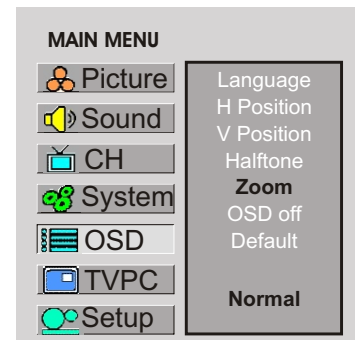 MAIN MENU
Picture
Sound
CH
System
OSD
TVPC
Setup
Language
H Position
V Position
Halftone
Zoom
OSD off
Default
Normal